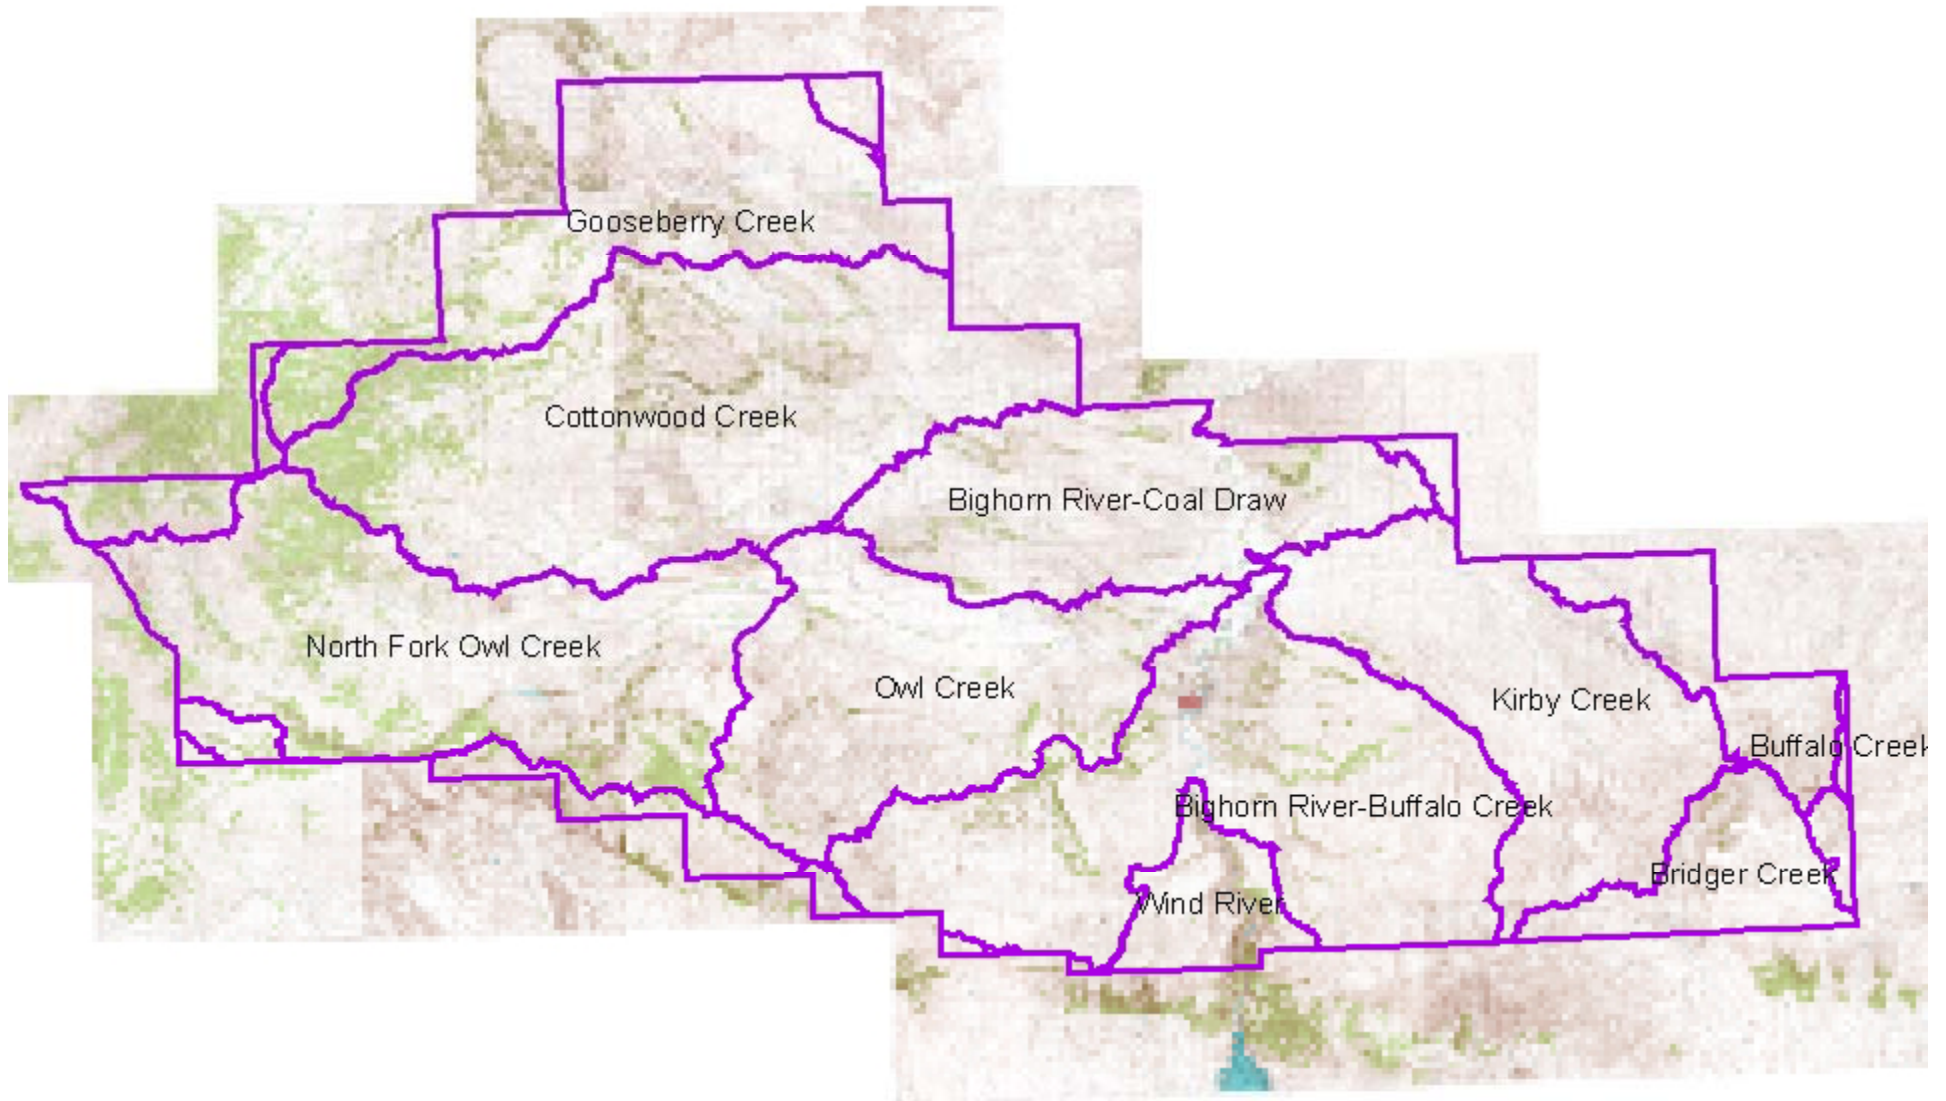 Gooseberry Creek
Cottonwood Creek
Bighorn River-Coal Draw
North Fork Owl Creek
Owl Creek
Kirby Creek
Buffalo Creek
Bighorn River-Buffalo Creek
Bridger Creek
Wind River